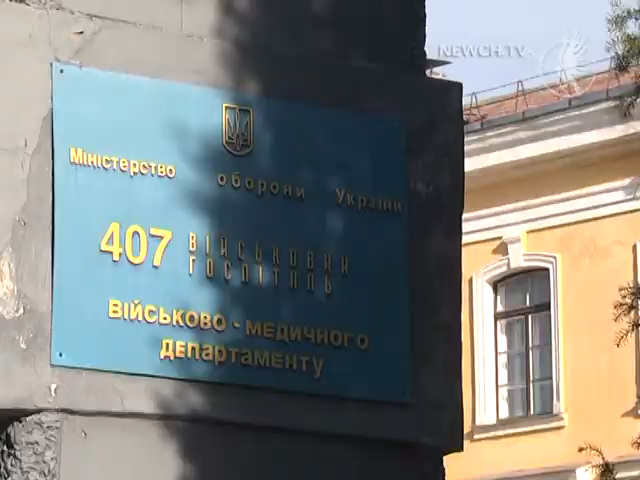 NEWCH.TV
Міністерство оборони України
407 ВІЙСЬКОВИЙ
ГОСПІТАЛЬ
ВІЙСЬКОВО - МЕДИЧНОГО
ДЕПАРТАМЕНТУ